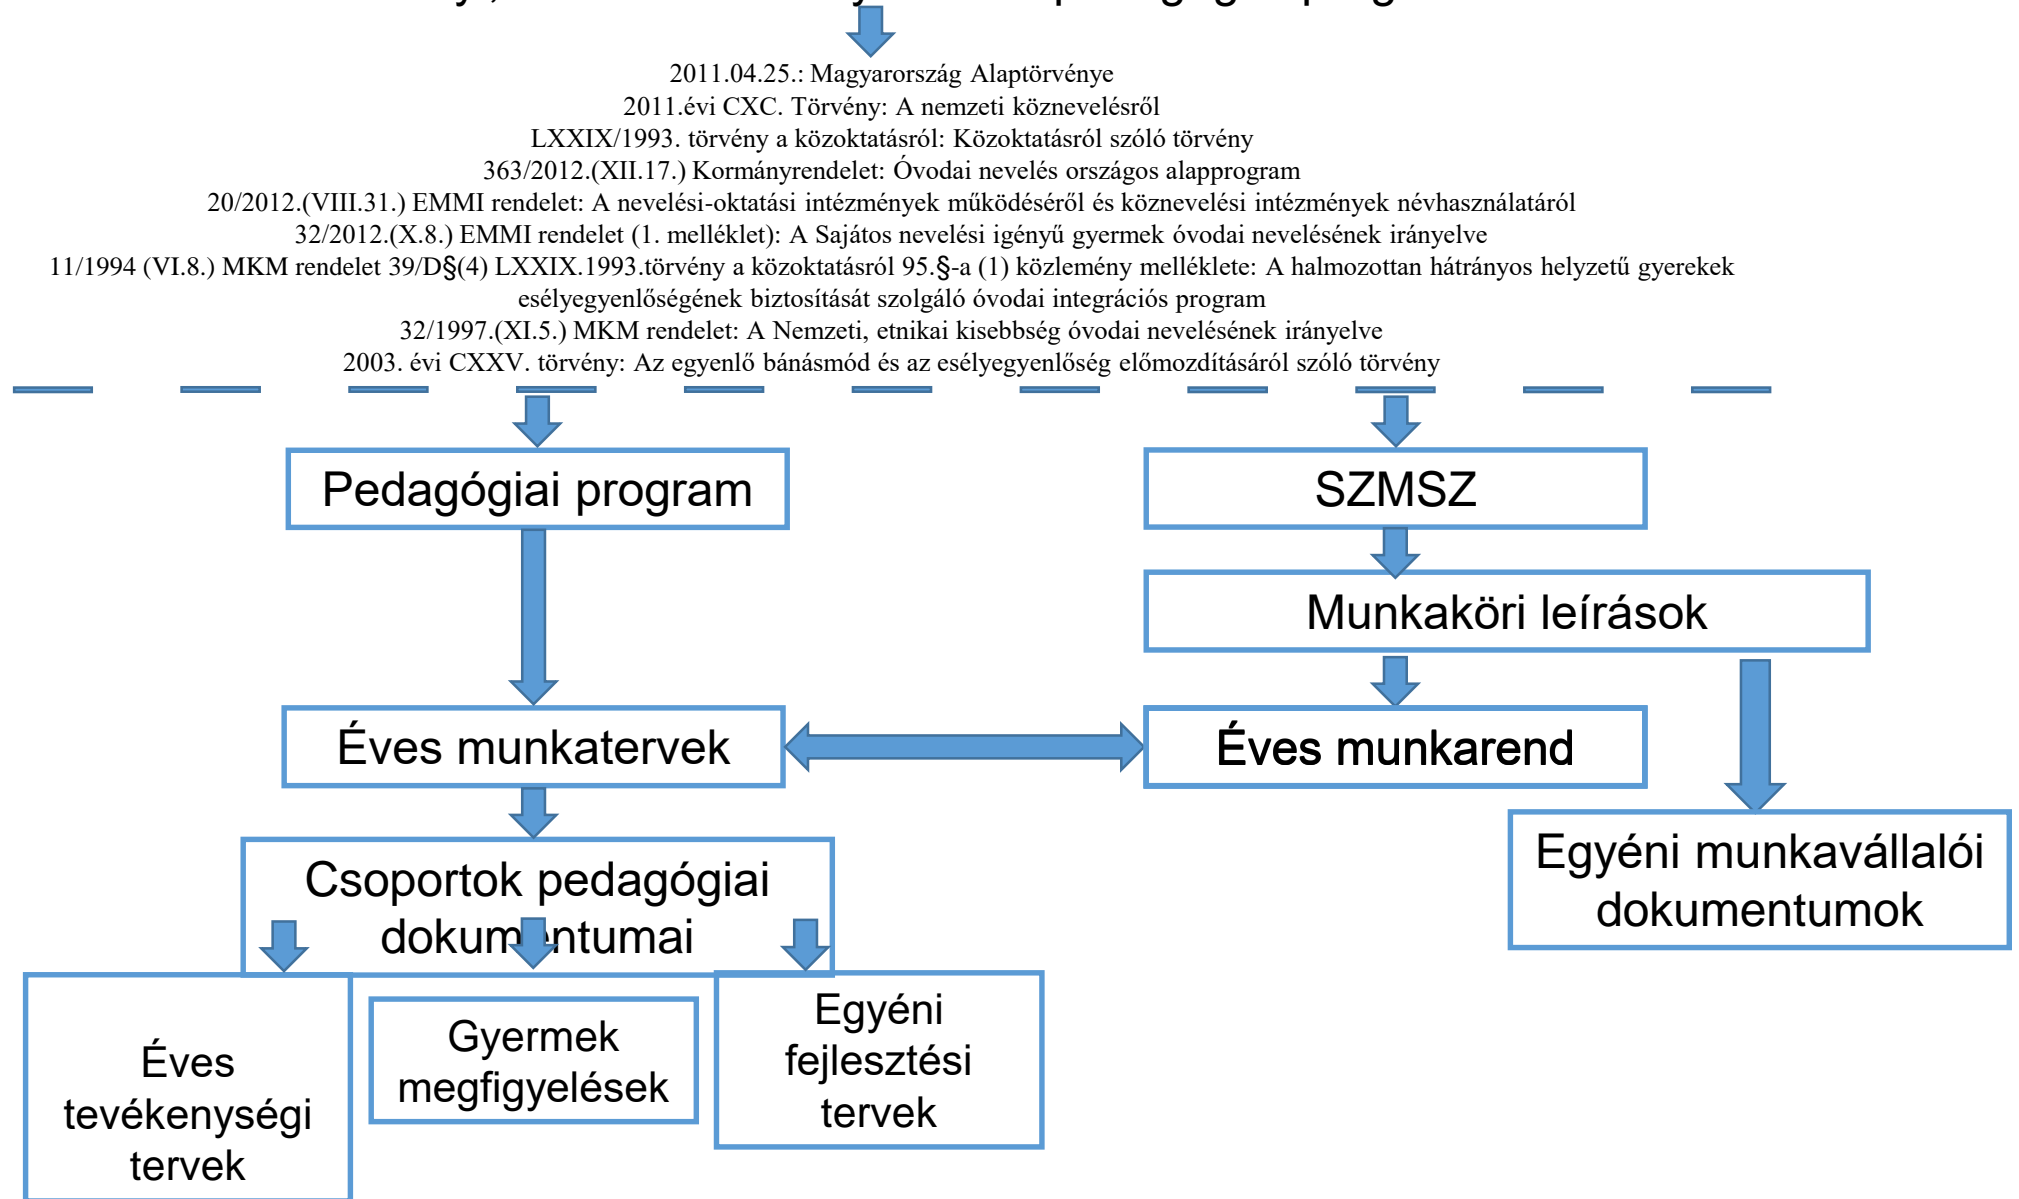 2011.04.25.: Magyarország Alaptörvénye
2011.évi CXC. Törvény: A nemzeti köznevelésről
LXXIX/1993. törvény a közoktatásról: Közoktatásról szóló törvény
363/2012.(XII.17.) Kormányrendelet: Óvodai nevelés országos alapprogram
20/2012.(VIII.31.) EMMI rendelet: A nevelési-oktatási intézmények működéséről és köznevelési intézmények névhasználatáról
32/2012.(X.8.) EMMI rendelet (1. melléklet): A Sajátos nevelési igényű gyermek óvodai nevelésének irányelve
11/1994 (VI.8.) MKM rendelet 39/D§(4) LXXIX.1993.törvény a közoktatásról 95.§-a (1) közlemény melléklete: A halmozottan hátrányos helyzetű gyerekek
esélyegyenlőségének biztosítását szolgáló óvodai integrációs program
32/1997.(XI.5.) MKM rendelet: A Nemzeti, etnikai kisebbség óvodai nevelésének irányelve
2003. évi CXXV. törvény: Az egyenlő bánásmód és az esélyegyenlőség előmozdításáról szóló törvény
Pedagógiai program
SZMSZ
Munkaköri leírások
Éves munkatervek
Éves munkarend
Egyéni munkavállalói
dokumentumok
Csoportok pedagógiai
dokumentumai
Éves
tevékenységi
tervek
Gyermek
megfigyelések
Egyéni
fejlesztési
tervek